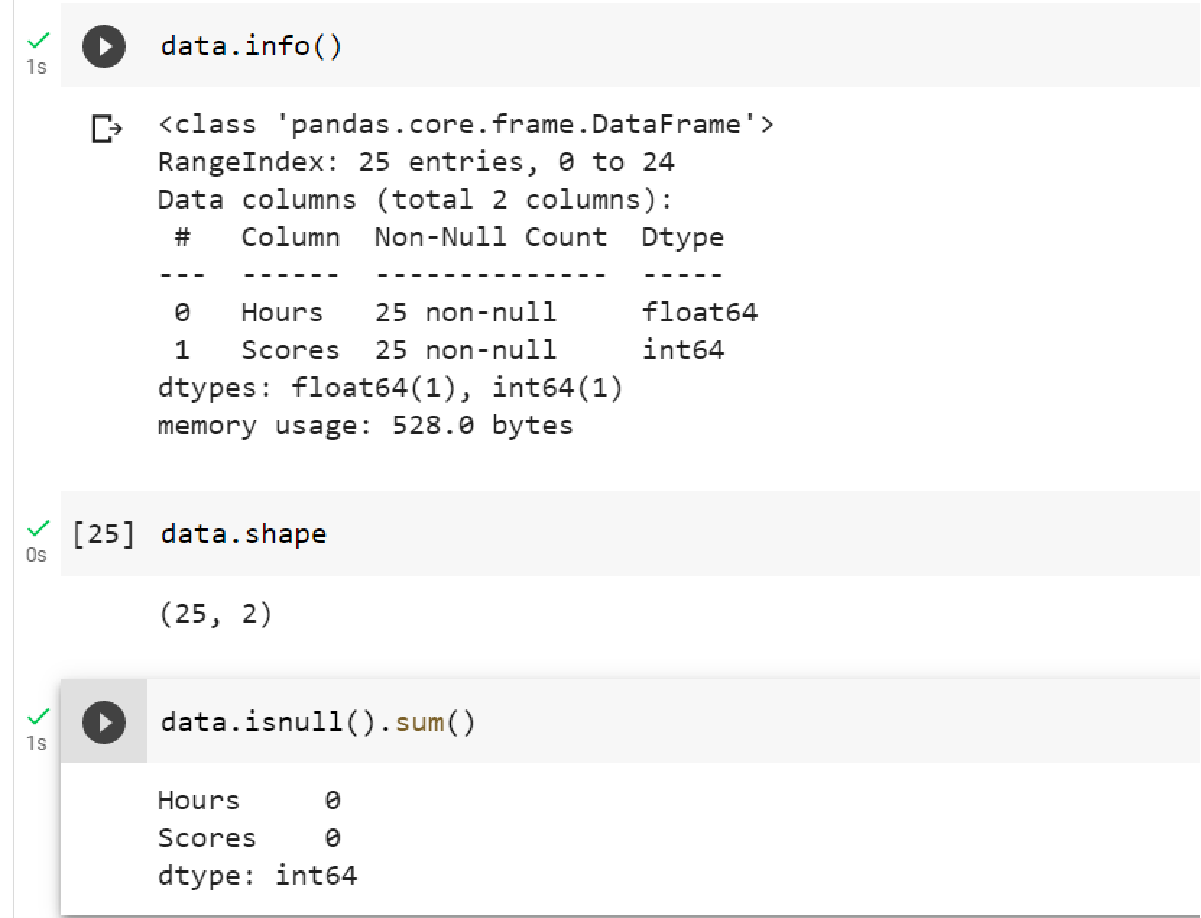 data.info()
1s
<class 'pandas.core.frame.DataFrame'>
RangeIndex: 25 entries, 0 to 24
Data columns (total 2 columns):
 #   Column  Non-Null Count  Dtype
---  ------  --------------  -----
 0   Hours   25 non-null     float64
 1   Scores  25 non-null     int64
dtypes: float64(1), int64(1)
memory usage: 528.0 bytes
[25] data.shape
0s
(25, 2)
data.isnull().sum()
1s
Hours     0
Scores    0
dtype: int64